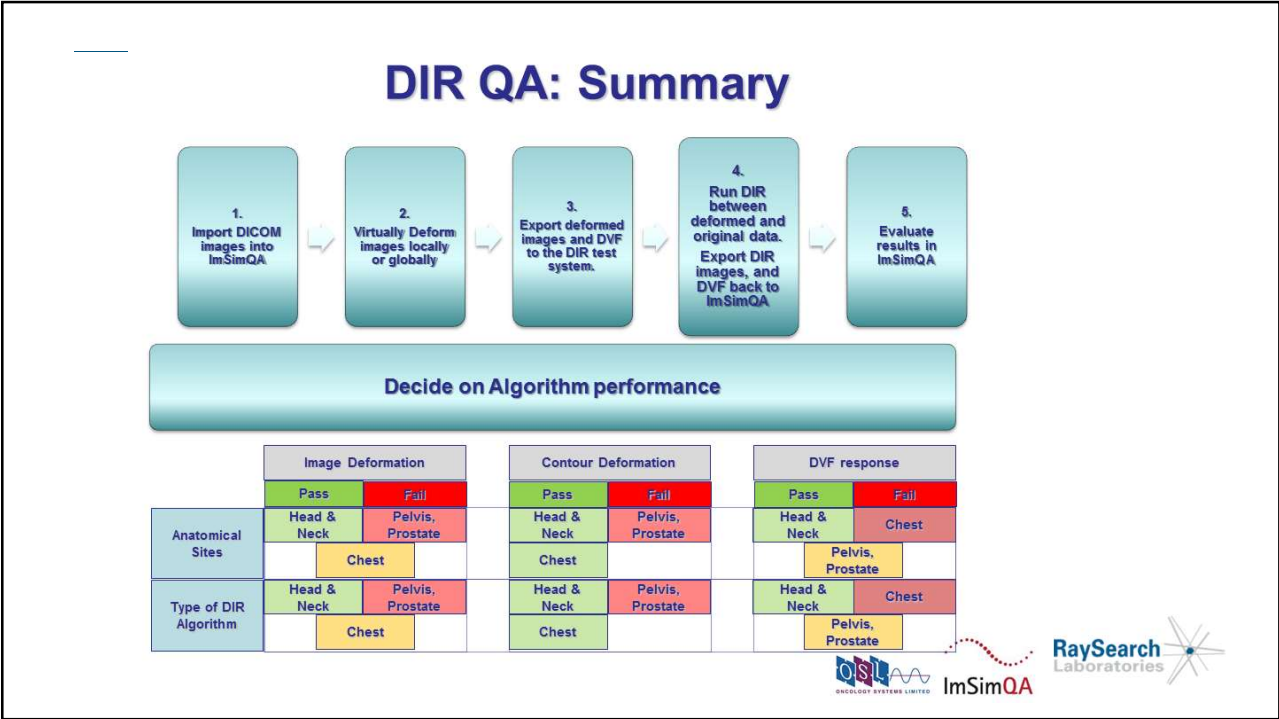 DIR QA: Summary
1.
Import DICOM
images into
ImSimQA
2.
Virtually Deform
images locally
or globally
3.
Export deformed
images and DVF
to the DIR test
system.
4.
Run DIR
between
deformed and
original data.
Export DIR
images, and
DVF back to
ImSimQA
5.
Evaluate
results in
ImSimQA
Decide on Algorithm performance
Image Deformation
Contour Deformation
DVF response
Pass
Fail
Pass
Fail
Pass
Fail
Anatomical
Sites
Head &
Neck
Pelvis,
Prostate
Chest
Head &
Neck
Pelvis,
Prostate
Chest
Head &
Neck
Chest
Pelvis,
Prostate
Type of DIR
Algorithm
Head &
Neck
Pelvis,
Prostate
Chest
Head &
Neck
Pelvis,
Prostate
Chest
Head &
Neck
Chest
Pelvis,
Prostate
OSL
ONCOLOGY SYSTEMS LIMITED
ImSimQA
RaySearch
Laboratories